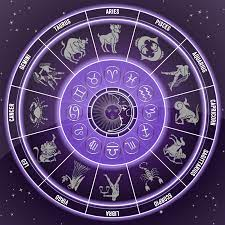 ARIES
PISCES
AQUARIUS
CAPRICORN
SAGITTARIUS
SCORPIO
LIBRA
VIRGO
LEO
CANCER
GEMINI
TAURUS